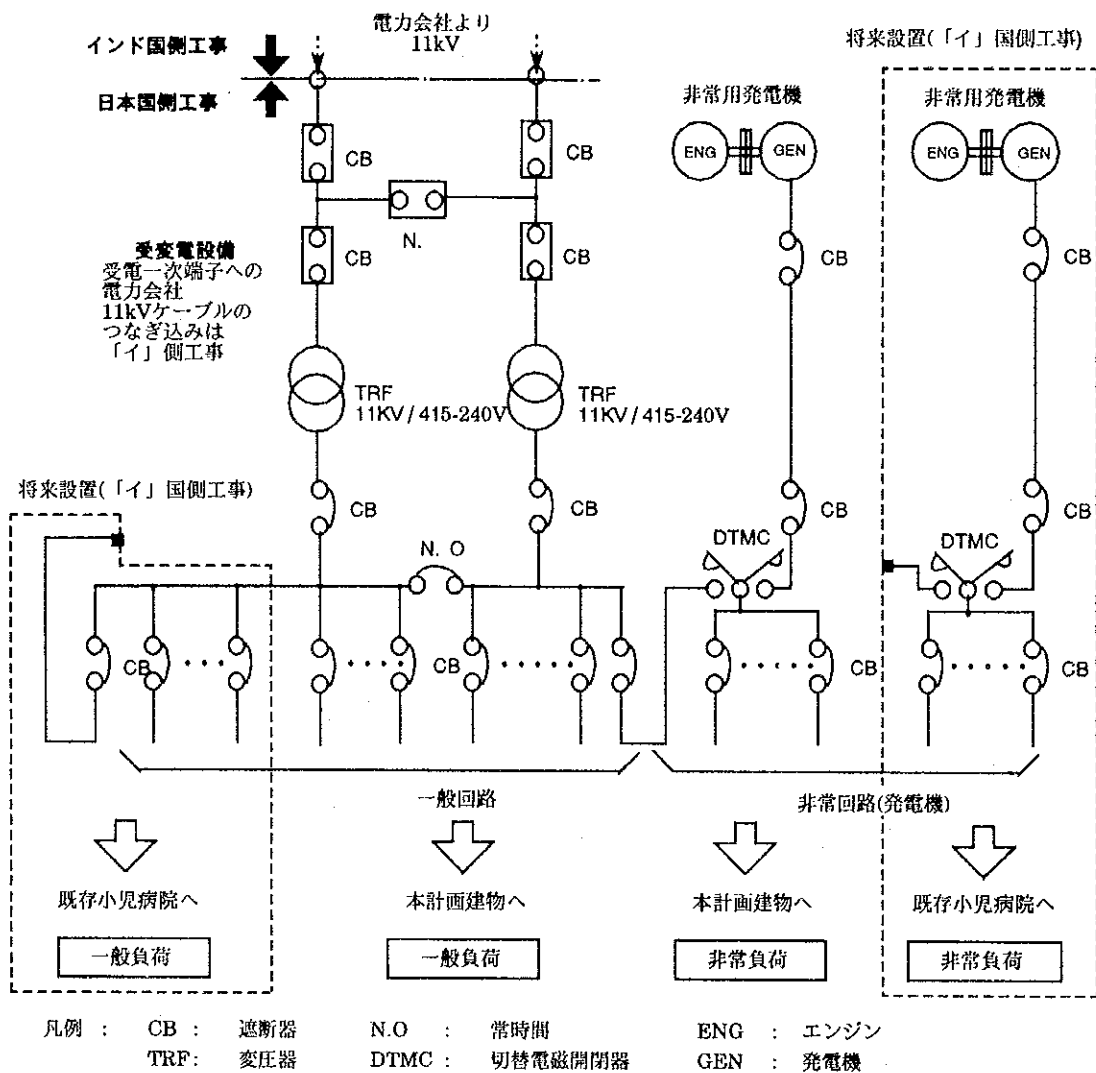 電力会社より
11kV
インド国側工事
日本国側工事
将来設置(「イ」国側工事)
非常用発電機
非常用発電機
ENG
GEN
ENG
GEN
CB
CB
N.
CB
CB
CB
CB
受変電設備
受電一次端子への
電力会社
11kVケーブルの
つなぎ込みは
「イ」側工事
TRF
11KV/415-240V
TRF
11KV/415-240V
将来設置(「イ」国側工事)
CB
CB
CB
CB
N. O
DTMC
DTMC
CB
CB
CB
CB
一般回路
非常回路(発電機)
既存小児病院へ
本計画建物へ
本計画建物へ
既存小児病院へ
一般負荷
一般負荷
非常負荷
非常負荷
凡例 : CB : 遮断器 N.O : 常時間 ENG : エンジン
TRF : 変圧器 DTMC : 切替電磁開閉器 GEN : 発電機